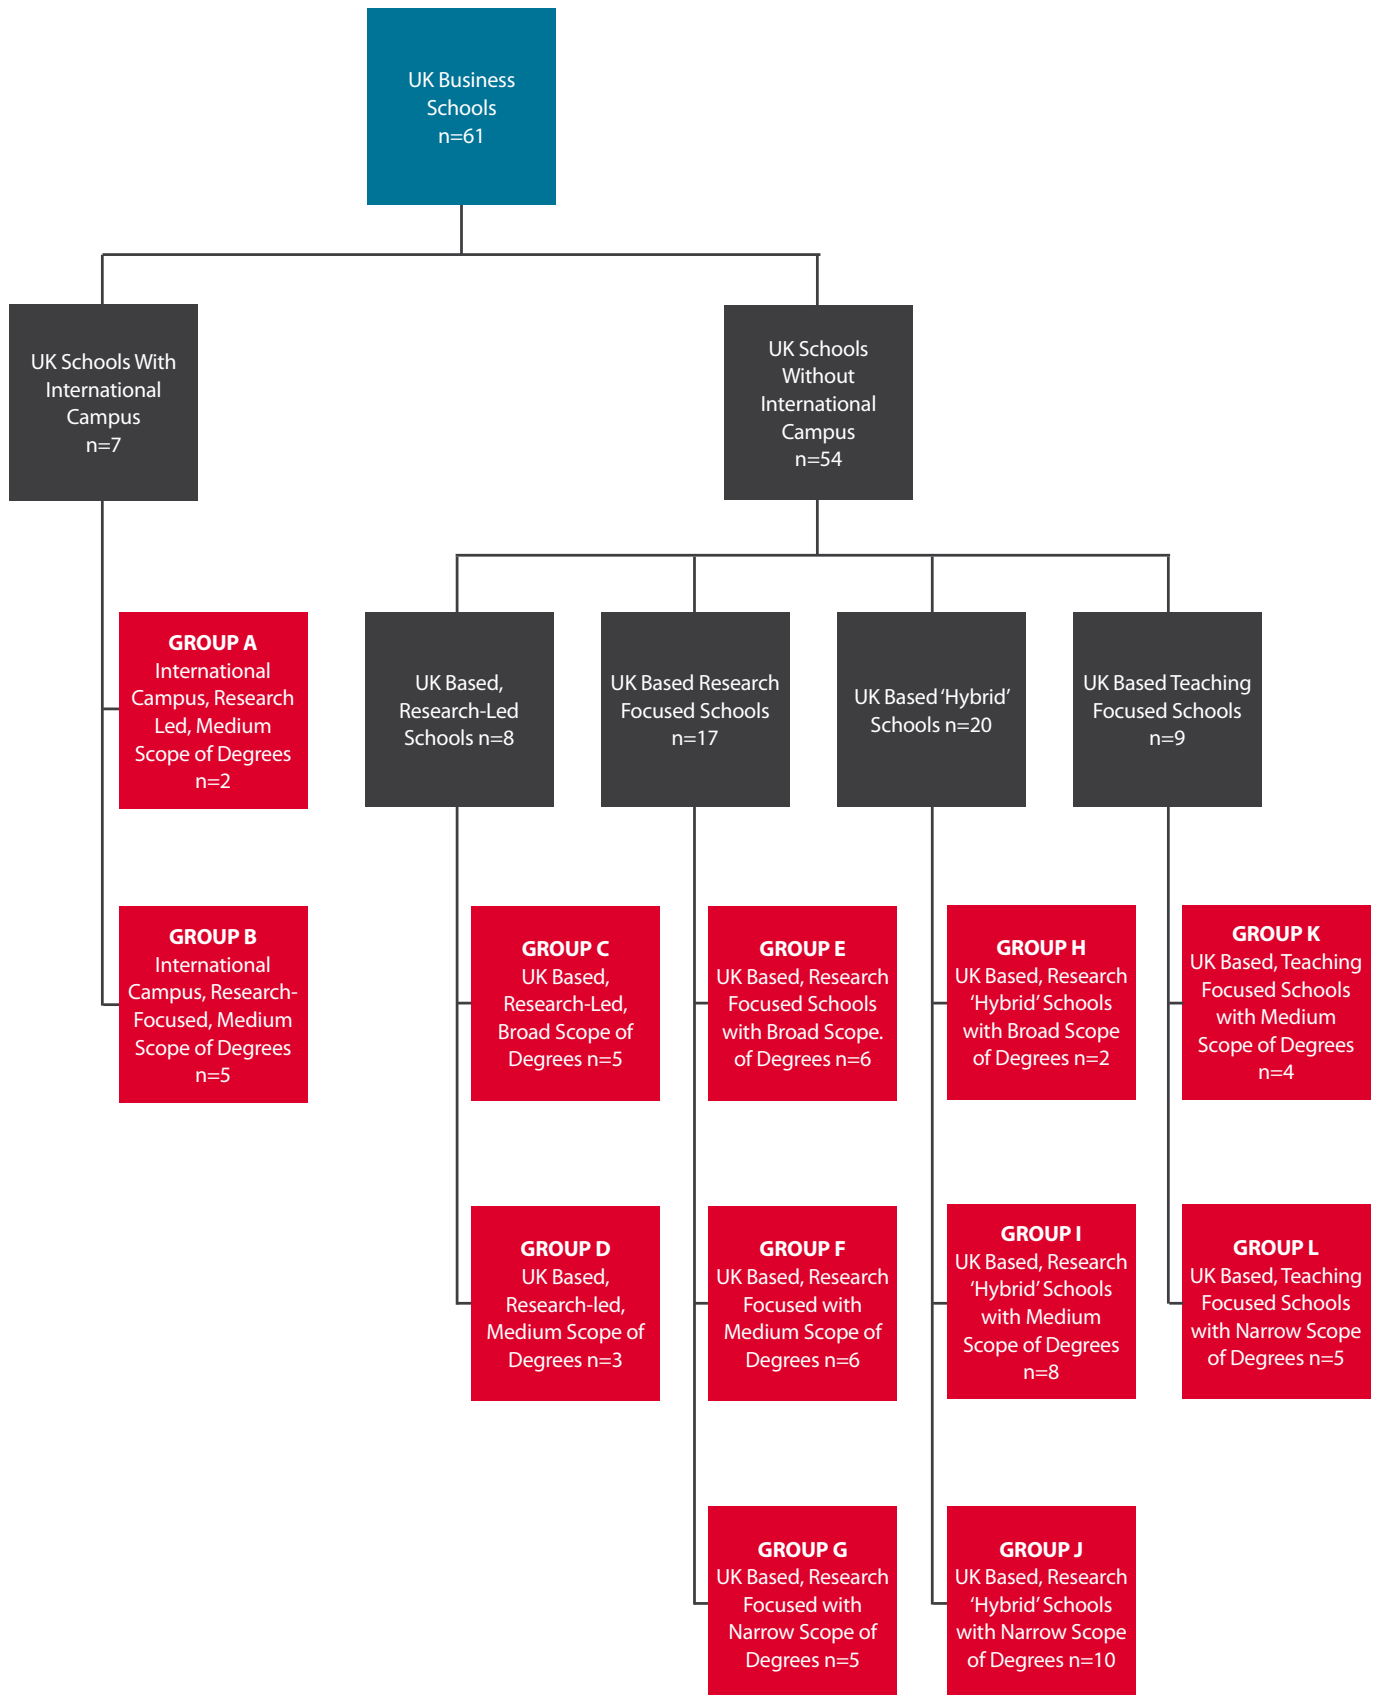 UK Business
Schools
n=61
UK Schools With
International
Campus
n=7
UK Schools
Without
International
Campus
n=54
GROUP A
International
Campus, Research
Led, Medium
Scope of Degrees
n=2
UK Based,
Research-Led
Schools n=8
UK Based Research
Focused Schools
n=17
UK Based ‘Hybrid’
Schools n=20
UK Based Teaching
Focused Schools
n=9
GROUP B
International
Campus, Research-
Focused, Medium
Scope of Degrees
n=5
GROUP C
UK Based,
Research-Led,
Broad Scope of
Degrees n=5
GROUP E
UK Based, Research
Focused Schools
with Broad Scope.
of Degrees n=6
GROUP H
UK Based, Research
‘Hybrid’ Schools
with Broad Scope
of Degrees n=2
GROUP K
UK Based, Teaching
Focused Schools
with Medium
Scope of Degrees
n=4
GROUP D
UK Based,
Research-led,
Medium Scope of
Degrees n=3
GROUP F
UK Based, Research
Focused with
Medium Scope of
Degrees n=6
GROUP I
UK Based, Research
‘Hybrid’ Schools
with Medium
Scope of Degrees
n=8
GROUP L
UK Based, Teaching
Focused Schools
with Narrow Scope
of Degrees n=5
GROUP G
UK Based, Research
Focused with
Narrow Scope of
Degrees n=5
GROUP J
UK Based, Research
‘Hybrid’ Schools
with Narrow Scope
of Degrees n=10